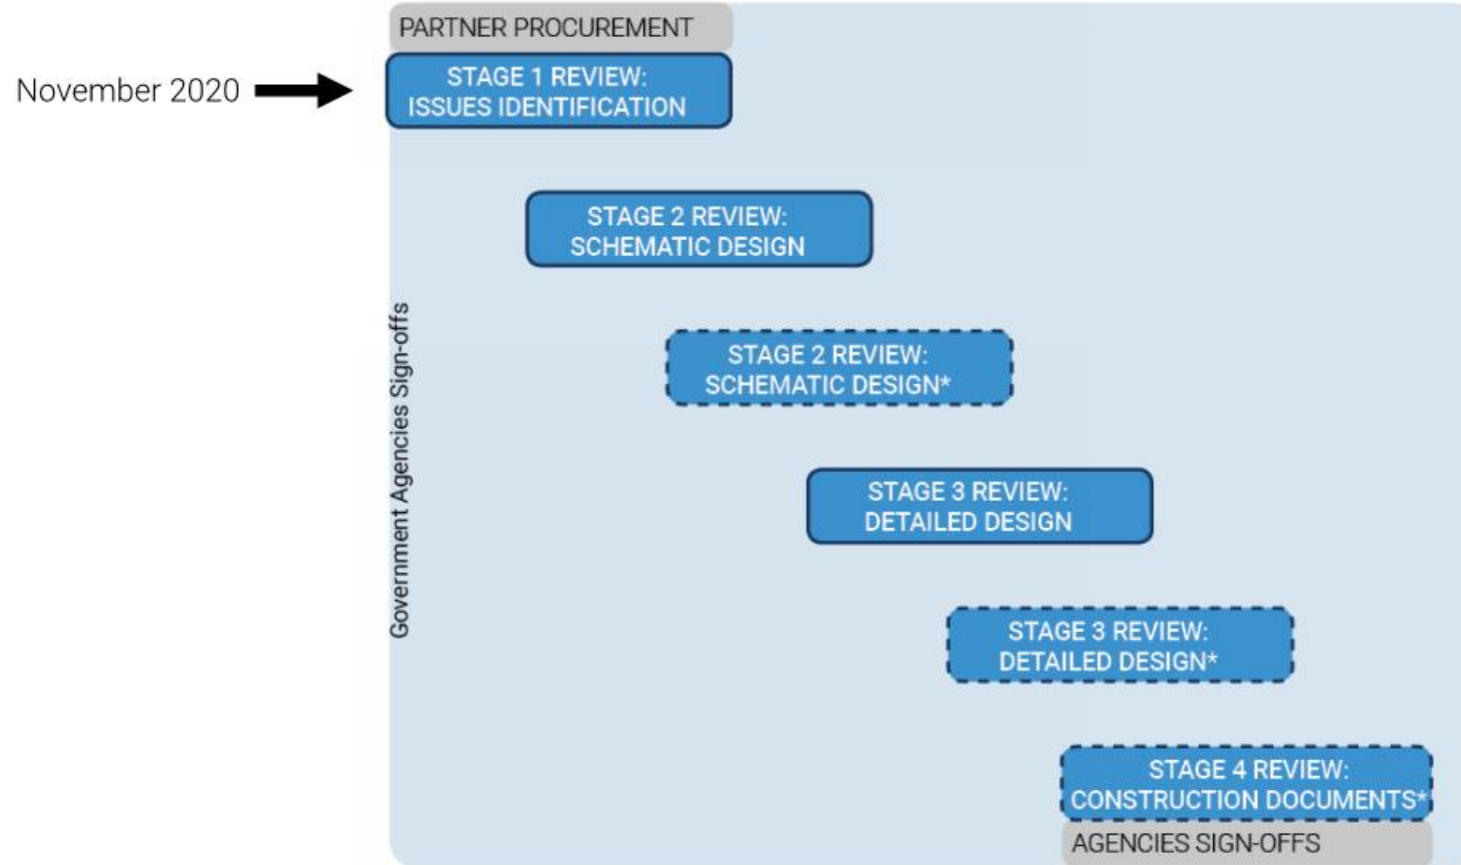 PARTNER PROCUREMENT
November 2020
STAGE 1 REVIEW:
ISSUES IDENTIFICATION
STAGE 2 REVIEW:
SCHEMATIC DESIGN
Government Agencies Sign-offs
STAGE 2 REVIEW:
SCHEMATIC DESIGN*
STAGE 3 REVIEW:
DETAILED DESIGN
STAGE 3 REVIEW:
DETAILED DESIGN*
STAGE 4 REVIEW:
CONSTRUCTION DOCUMENTS*
AGENCIES SIGN-OFFS